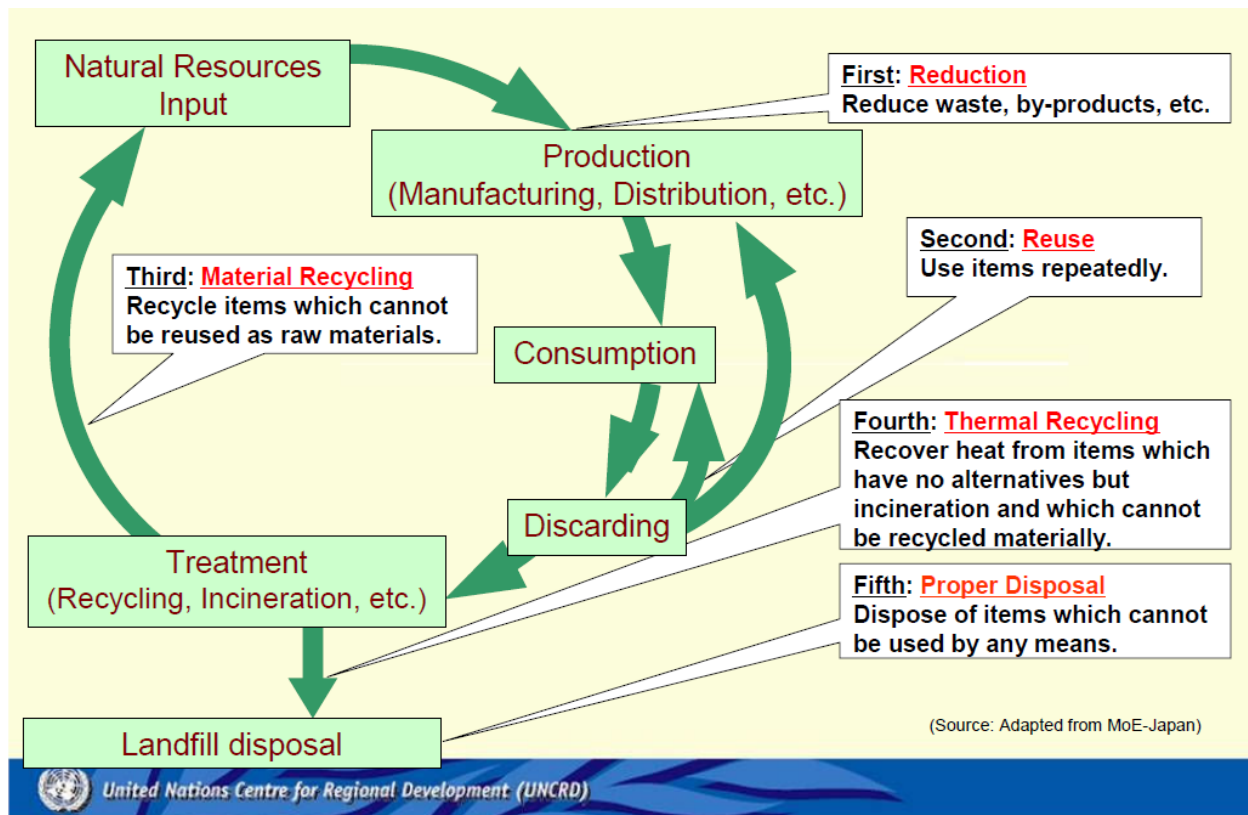 Natural Resources
Input
First: Reduction
Reduce waste, by-products, etc.
Production
(Manufacturing, Distribution, etc.)
Second: Reuse
Use items repeatedly.
Third: Material Recycling
Recycle items which cannot
be reused as raw materials.
Consumption
Fourth: Thermal Recycling
Recover heat from items which
have no alternatives but
incineration and which cannot
be recycled materially.
Discarding
Treatment
(Recycling, Incineration, etc.)
Fifth: Proper Disposal
Dispose of items which cannot
be used by any means.
Landfill disposal
(Source: Adapted from MoE-Japan)
United Nations Centre for Regional Development (UNCRD)